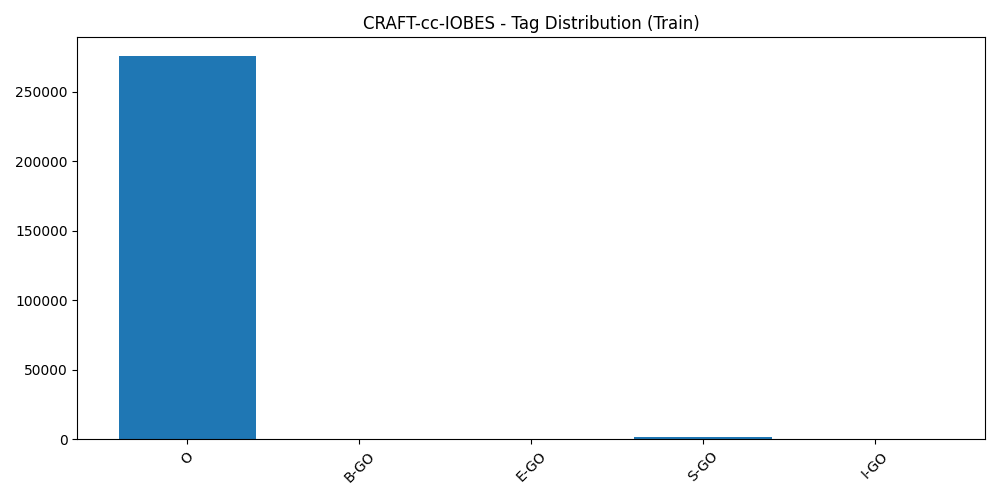 CRAFT-cc-IOBES - Tag Distribution (Train)
250000
200000
150000
100000
50000
0
O
B-GO
E-GO
S-GO
I-GO